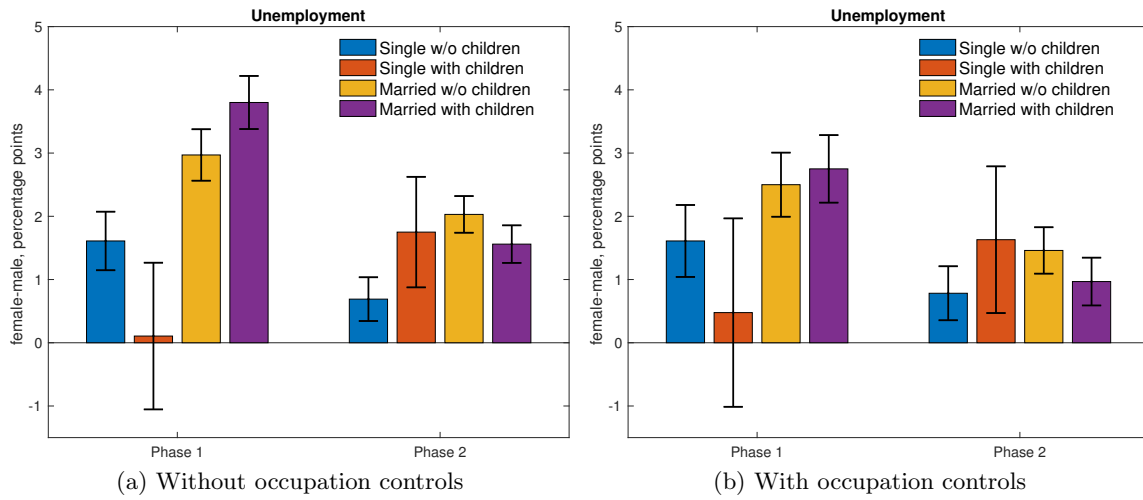 Unemployment
5
4
3
2
1
0
-1
female-male, percentage points
Single w/o children
Single with children
Married w/o children
Married with children
Phase 1
Phase 2
(a) Without occupation controls
Unemployment
5
4
3
2
1
0
-1
female-male, percentage points
Single w/o children
Single with children
Married w/o children
Married with children
Phase 1
Phase 2
(b) With occupation controls